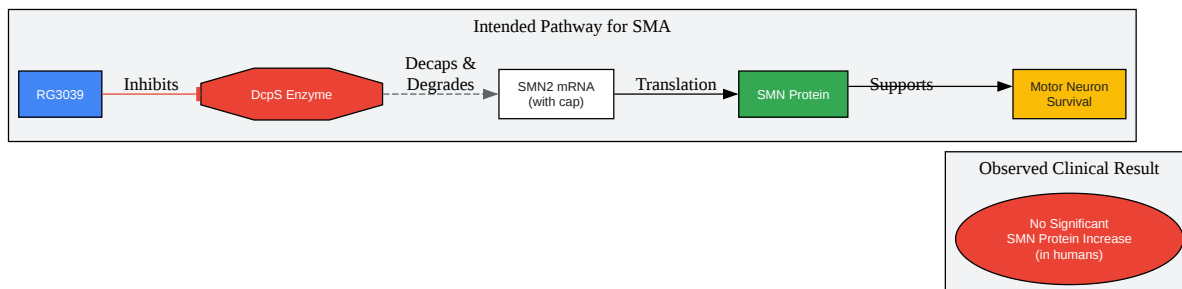 Intended Pathway for SMA
RG3039
Inhibits
DcpS Enzyme
Decaps &
Degrades
SMN2 mRNA
(with cap)
Translation
SMN Protein
Supports
Motor Neuron
Survival
Observed Clinical Result
No Significant
SMN Protein Increase
(in humans)